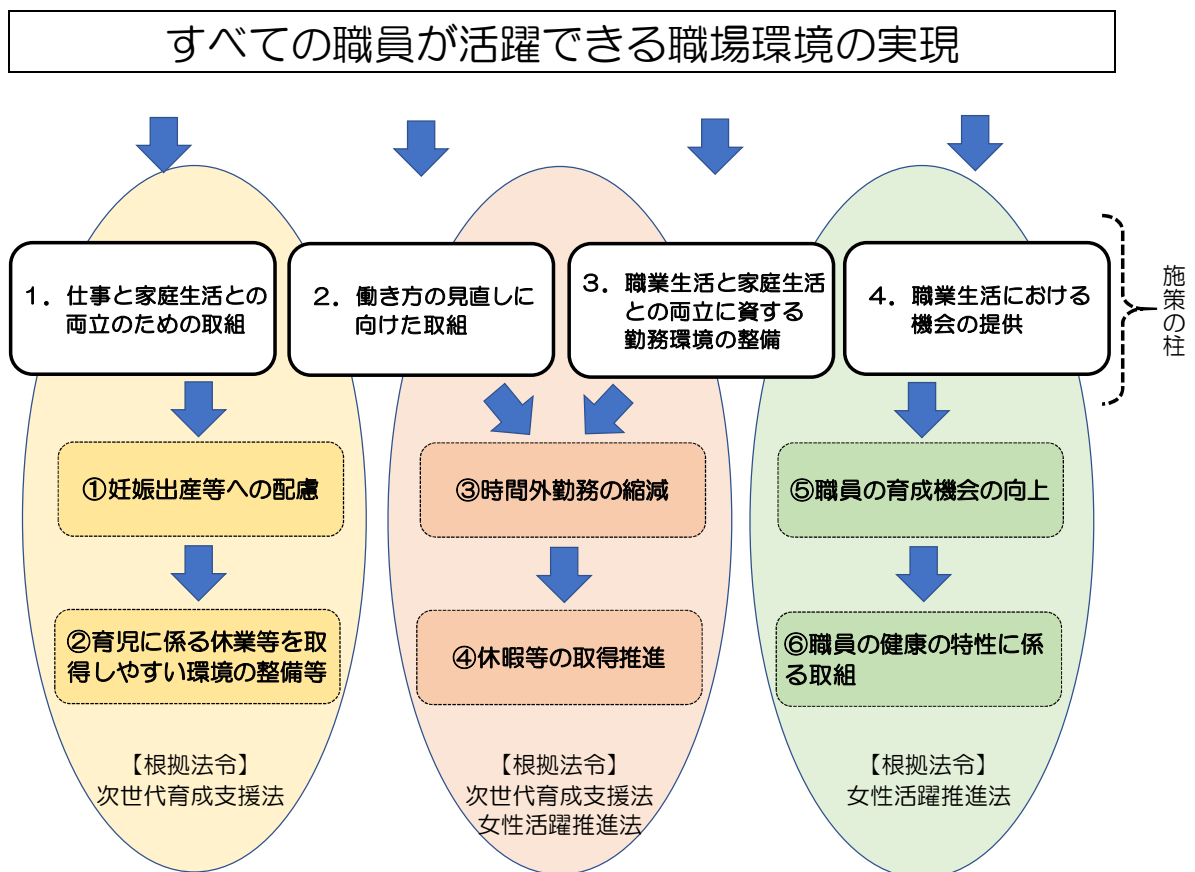 すべての職員が活躍できる職場環境の実現
１．仕事と家庭生活との
両立のための取組
２．働き方の見直しに
向けた取組
３．職業生活と家庭生活
との両立に資する
勤務環境の整備
４．職業生活における
機会の提供
施策の柱
①妊娠出産等への配慮
③時間外勤務の縮減
⑤職員の育成機会の向上
②育児に係る休業等を取
得しやすい環境の整備等
④休暇等の取得推進
⑥職員の健康の特性に係
る取組
【根拠法令】
次世代育成支援法
【根拠法令】
次世代育成支援法
女性活躍推進法
【根拠法令】
女性活躍推進法